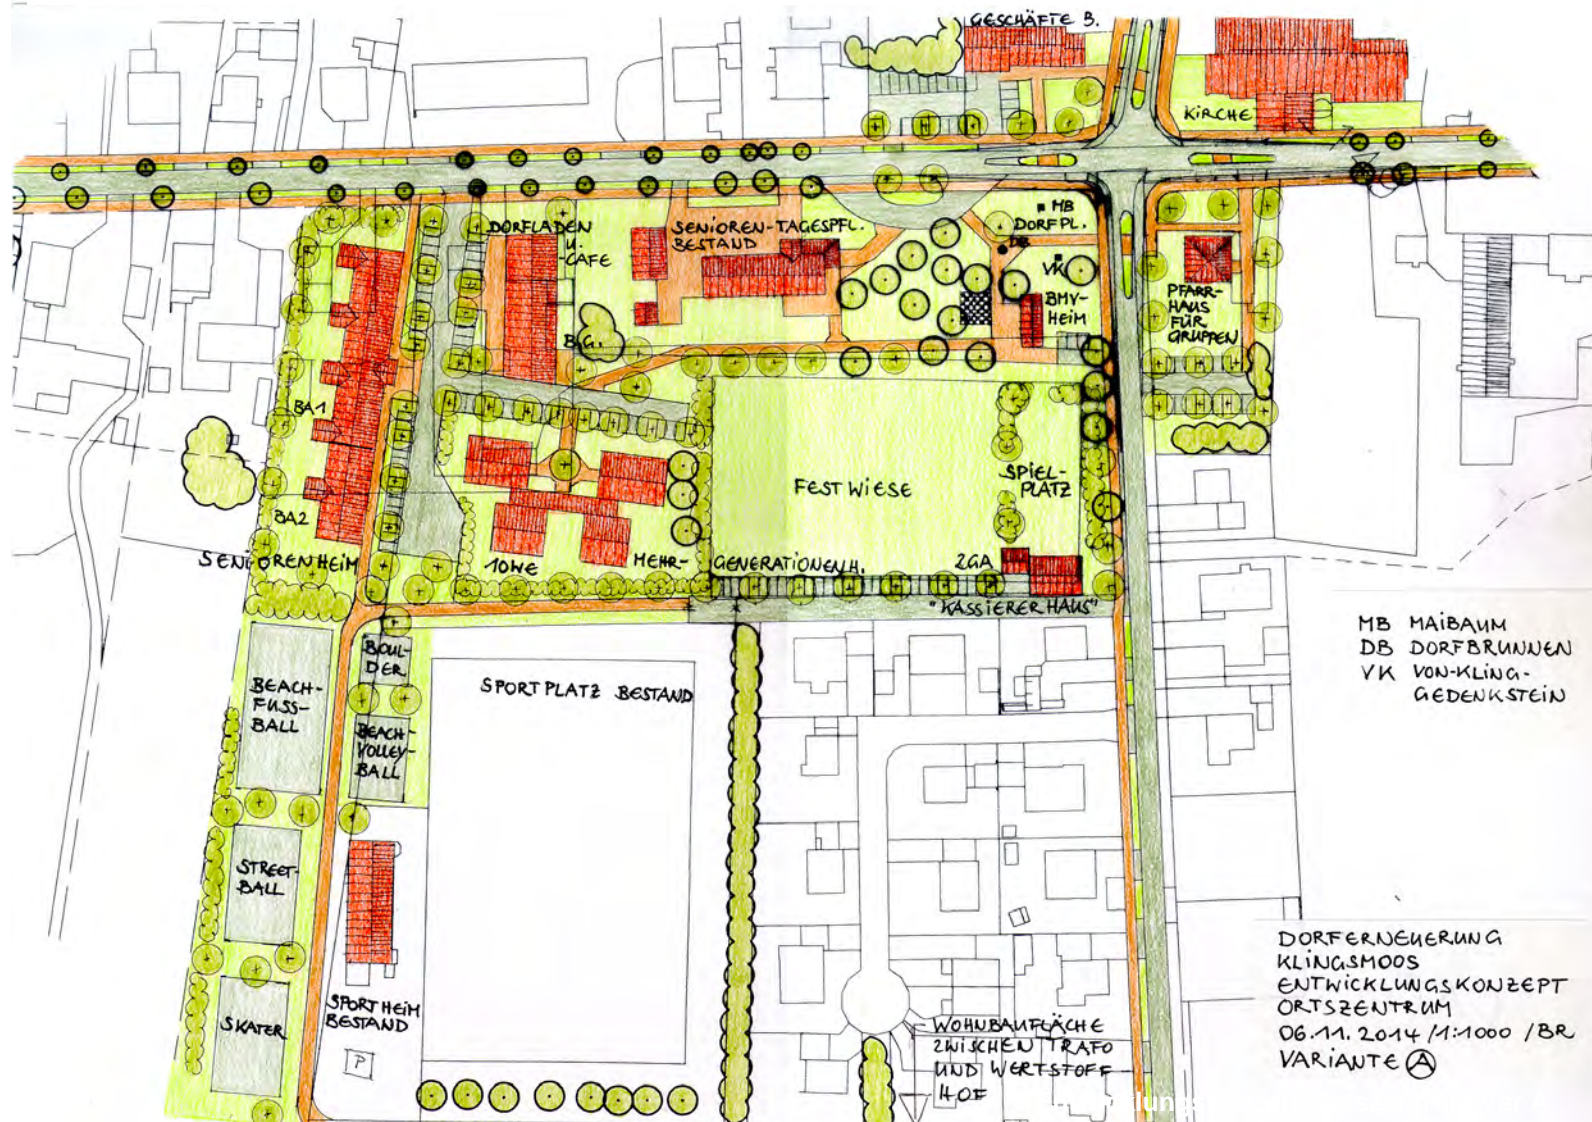 GESCHÄFTE B.
KIRCHE
DORFLADEN
U.
-CAFE
B.G.
SENIOREN-TAGESPFL.
BESTAND
MB
DORFPL.
DB
VK
BMV-
HEIM
PFARR-
HAUS
FÜR
GRUPPEN
BA1
BA2
SENIORENHEIM
10WE
MEHR-
GENERATIONENH.
FESTWIESE
SPIEL-
PLATZ
2GA
"KASSIERERHAUS"
MB MAIBAUM
DB DORFBRUNNEN
VK VON-KLING-
GEDENKSTEIN
BOUL-
DER
BEACH-
FUSS-
BALL
BEACH-
VOLLEY-
BALL
SPORTPLATZ BESTAND
STREET-
BALL
SKATER
SPORTHEIM
BESTAND
P
WOHNBAUFLÄCHE
ZWISCHEN TRAFO
UND WERTSTOFF
HOF
DORFERNEUERUNG
KLINGSMOOS
ENTWICKLUNGSKONZEPT
ORTSZENTRUM
06.11.2014/1:1000/BR
VARIANTE A